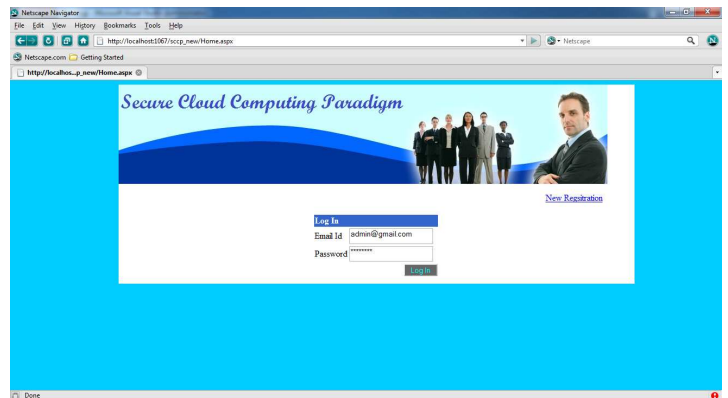 Netscape Navigator
File Edit View History Bookmarks Tools Help
http://localhost:1067/sccp_new/Home.aspx
Netscape
Netscape.com Getting Started
http://localhos...p_new/Home.aspx
Secure Cloud Computing Paradigm
New Regsitration
Log In
Email Id admin@gmail.com
Password ********
Log In
Done